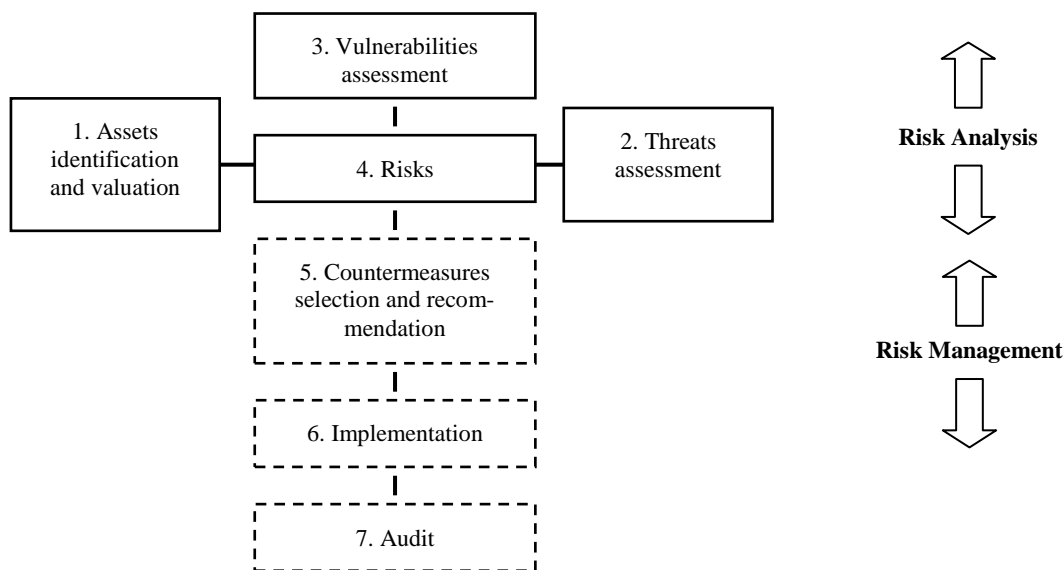 3. Vulnerabilities
assessment
1. Assets
identification
and valuation
4. Risks
2. Threats
assessment
Risk Analysis
5. Countermeasures
selection and recom-
mendation
Risk Management
6. Implementation
7. Audit